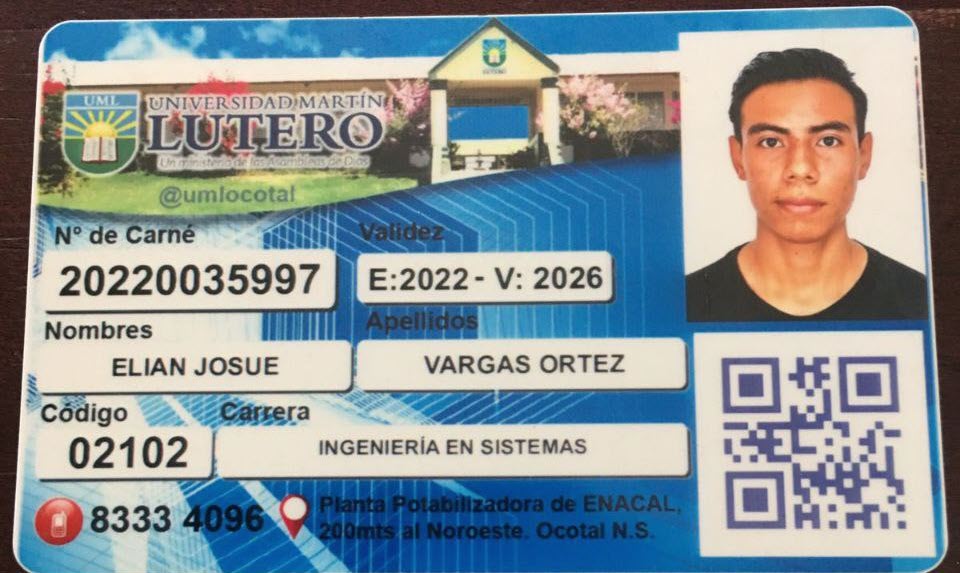 UML
UNIVERSIDAD MARTÍN
LUTERO
Un ministerio de las Asambleas de Dios
@umlocotal
N° de Carné
Validez
20220035997
E:2022 - V: 2026
Nombres
Apellidos
ELIAN JOSUE
VARGAS ORTEZ
Código
Carrera
02102
INGENIERÍA EN SISTEMAS
8333 4096
Planta Potabilizadora de ENACAL,
200mts al Noroeste. Ocotal N.S.